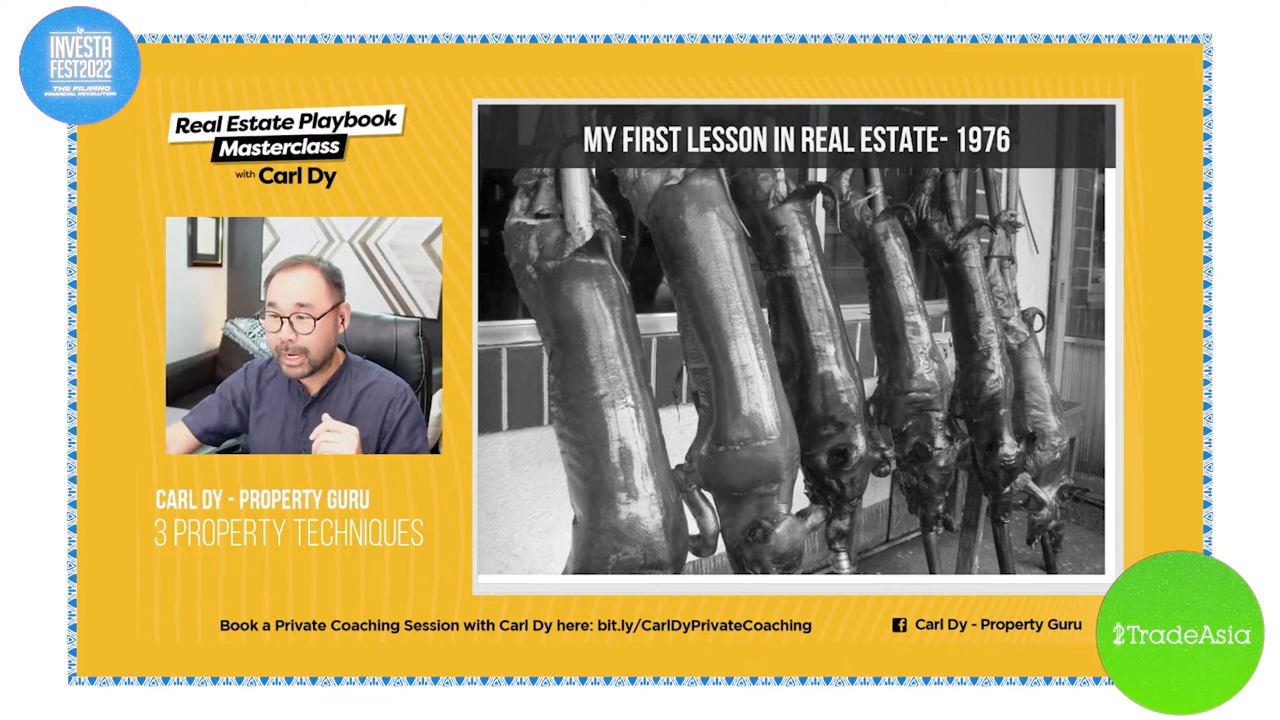 INVESTA
FEST2022
THE FILIPINO
FINANCIAL REVOLUTION
Real Estate Playbook
Masterclass
with Carl Dy
MY FIRST LESSON IN REAL ESTATE- 1976
CARL DY - PROPERTY GURU
3 PROPERTY TECHNIQUES
Book a Private Coaching Session with Carl Dy here: bit.ly/CarlDyPrivateCoaching
Carl Dy - Property Guru
TradeAsia